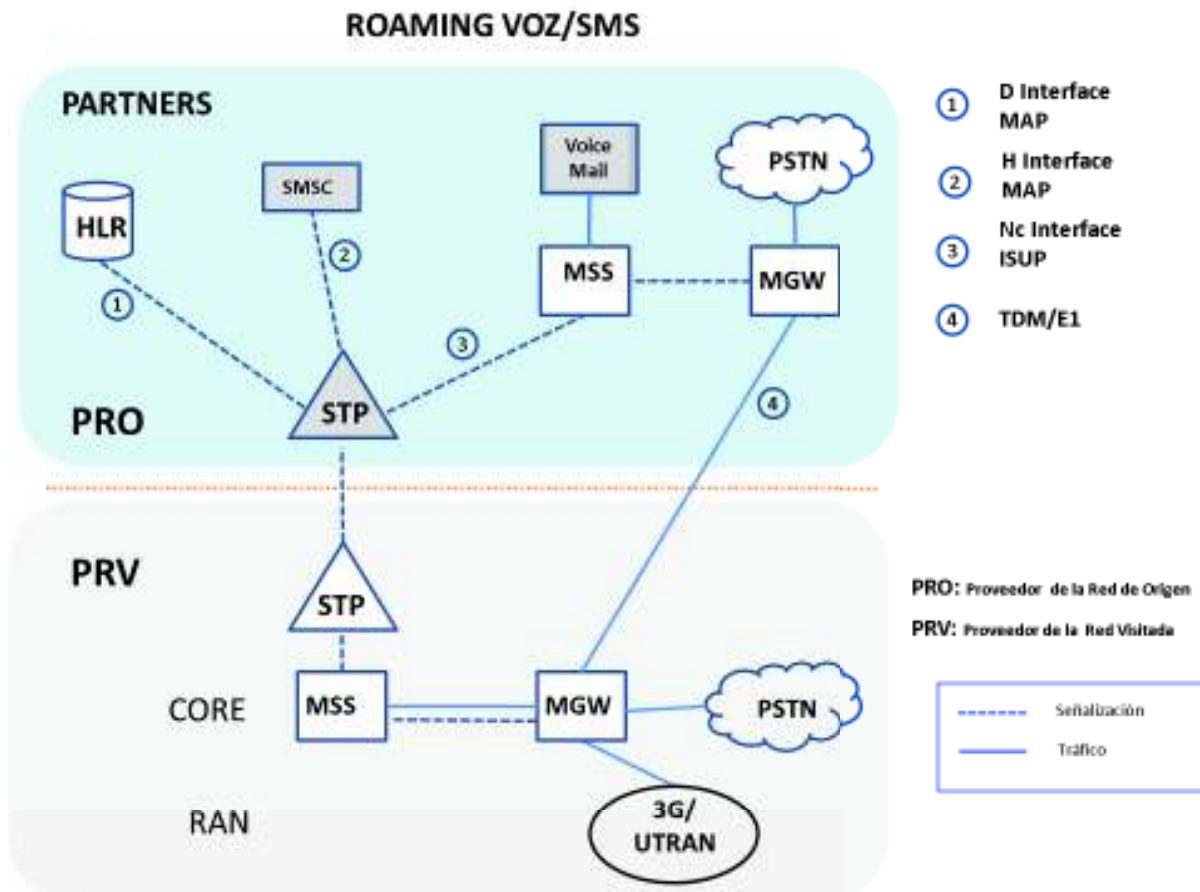 ROAMING VOZ/SMS
PARTNERS
HLR
SMSC
Voice
Mail
PSTN
MSS
MGW
1
2
3
4
STP
PRO
1
D Interface
MAP
2
H Interface
MAP
3
Nc Interface
ISUP
4
TDM/E1
PRV
STP
CORE
MSS
MGW
PSTN
RAN
3G/
UTRAN
PRO: Proveedor de la Red de Origen
PRV: Proveedor de la Red Visitada
Señalización
Tráfico